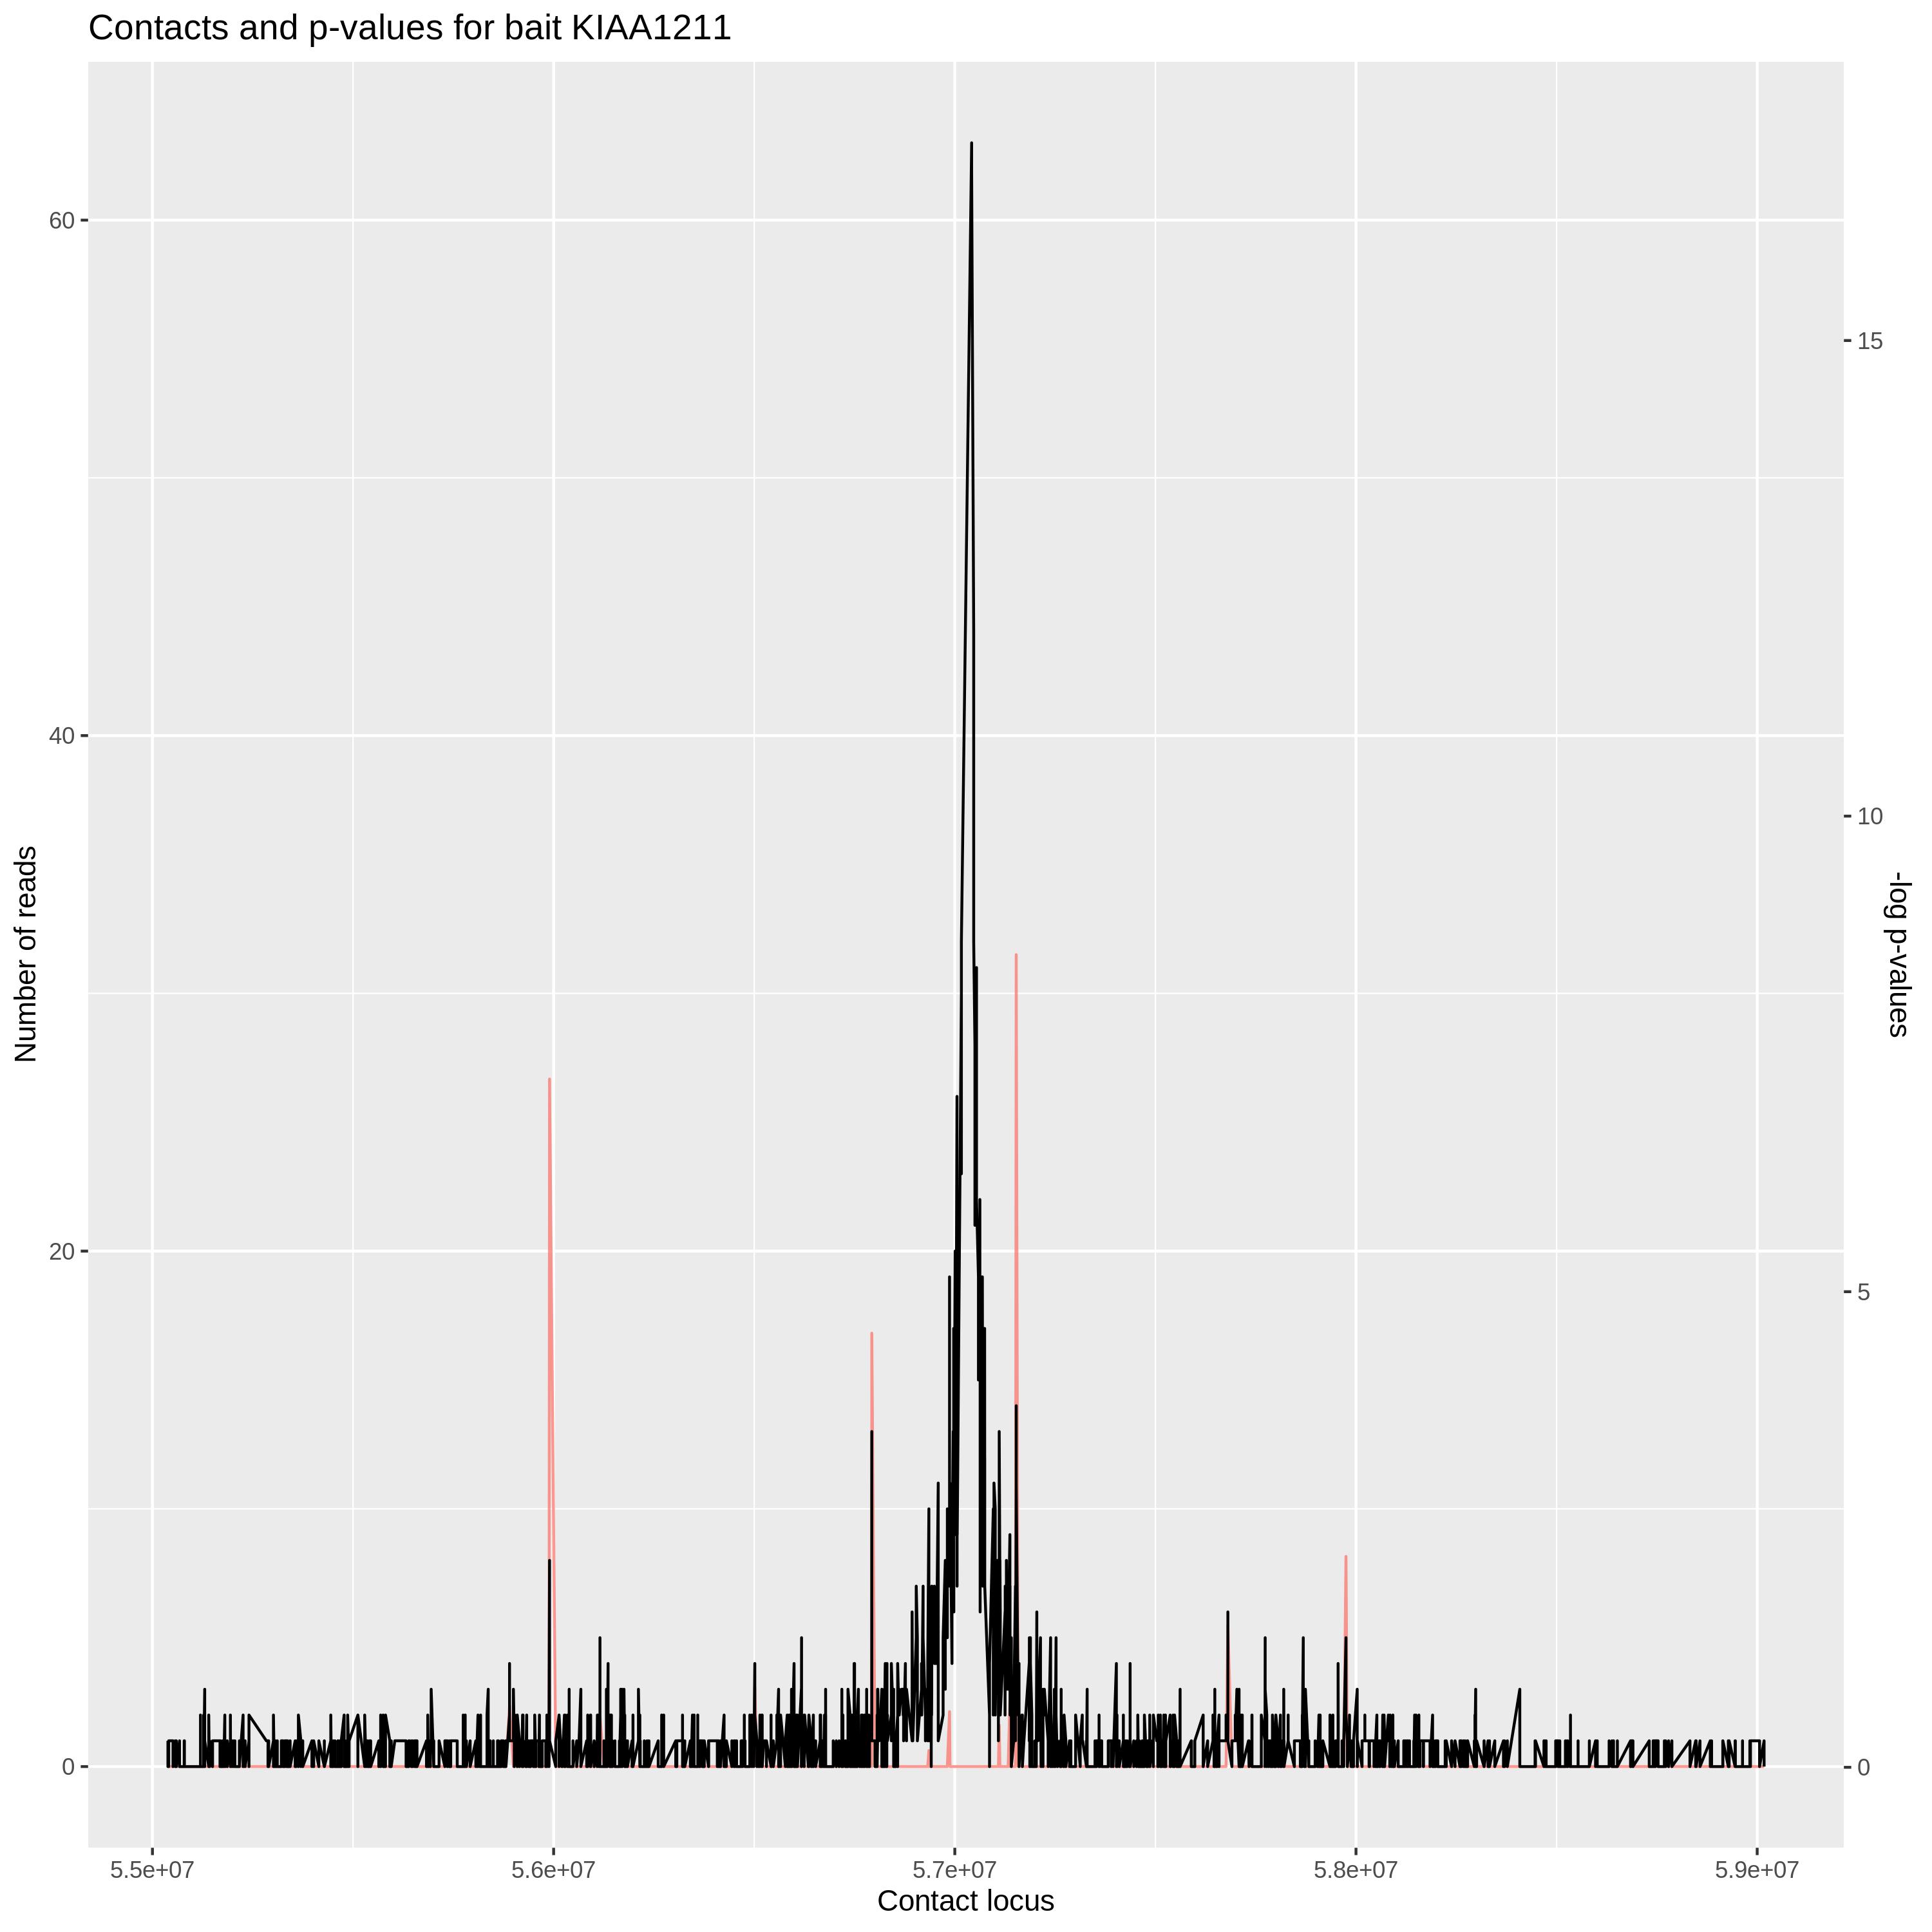 Contacts and p-values for bait KIAA1211
60
40
20
0
15
10
5
0
Number of reads
-log p-values
5.5e+07 5.6e+07 5.7e+07 5.8e+07 5.9e+07
Contact locus